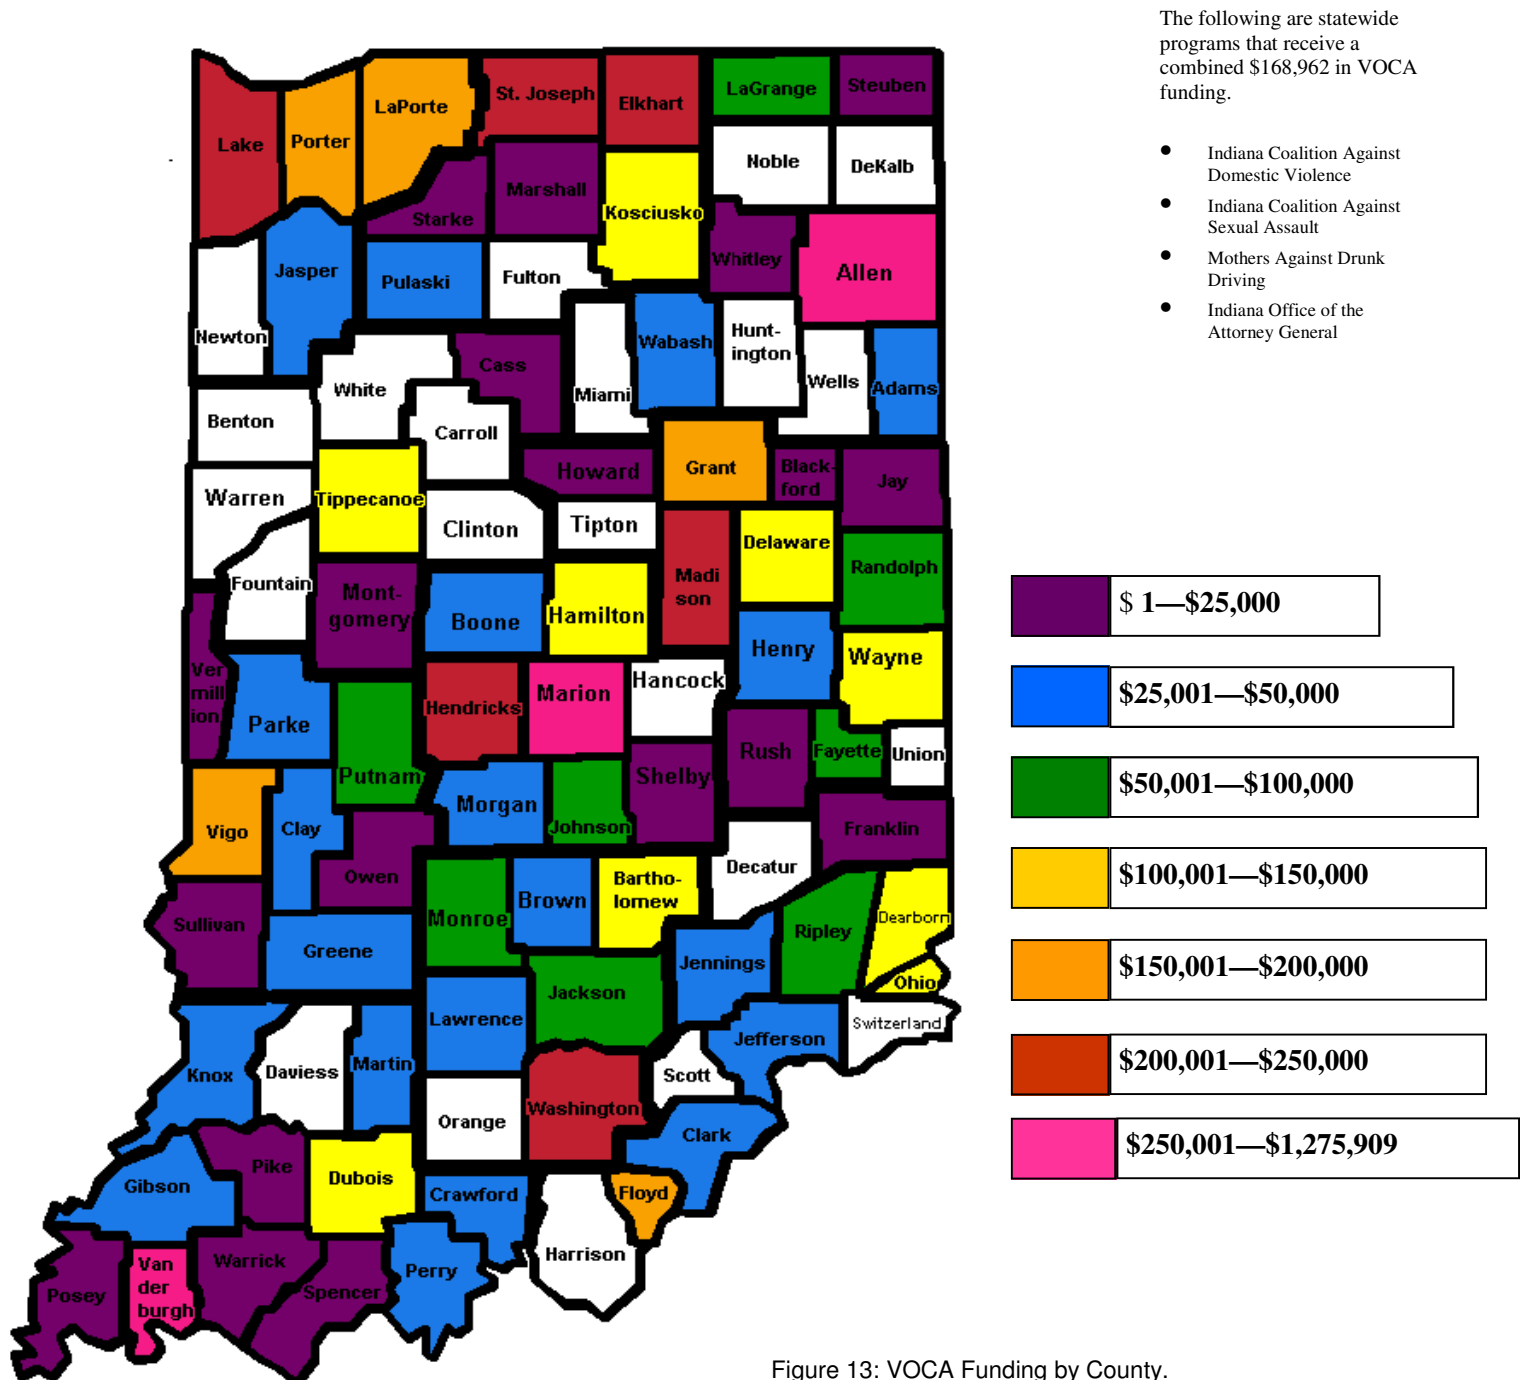 The following are statewide
programs that receive a
combined $168,962 in VOCA
funding.
• Indiana Coalition Against
Domestic Violence
• Indiana Coalition Against
Sexual Assault
• Mothers Against Drunk
Driving
• Indiana Office of the
Attorney General
Lake
Porter
LaPorte
St. Joseph
Elkhart
LaGrange
Steuben
Noble
DeKalb
Starke
Marshall
Kosciusko
Whitley
Allen
Newton
Jasper
Pulaski
Fulton
Wabash
Hunt-
ington
Wells
Adams
White
Cass
Miami
Benton
Carroll
Howard
Grant
Black-
ford
Jay
Warren
Tippecanoe
Clinton
Tipton
Madi
son
Delaware
Randolph
Fountain
Mont-
gomery
Boone
Hamilton
Henry
Wayne
Ver
mill
ion
Parke
Putnam
Hendricks
Marion
Hancock
Rush
Fayette
Union
Vigo
Clay
Owen
Morgan
Johnson
Shelby
Decatur
Franklin
Sullivan
Greene
Monroe
Brown
Bartho-
lomew
Jennings
Ripley
Dearborn
Ohio
Switzerland
Knox
Daviess
Martin
Lawrence
Jackson
Scott
Jefferson
Orange
Washington
Clark
Gibson
Pike
Dubois
Crawford
Floyd
Harrison
Posey
Van
der
burgh
Warrick
Spencer
Perry
$ 1—$25,000
$25,001—$50,000
$50,001—$100,000
$100,001—$150,000
$150,001—$200,000
$200,001—$250,000
$250,001—$1,275,909
Figure 13: VOCA Funding by County.